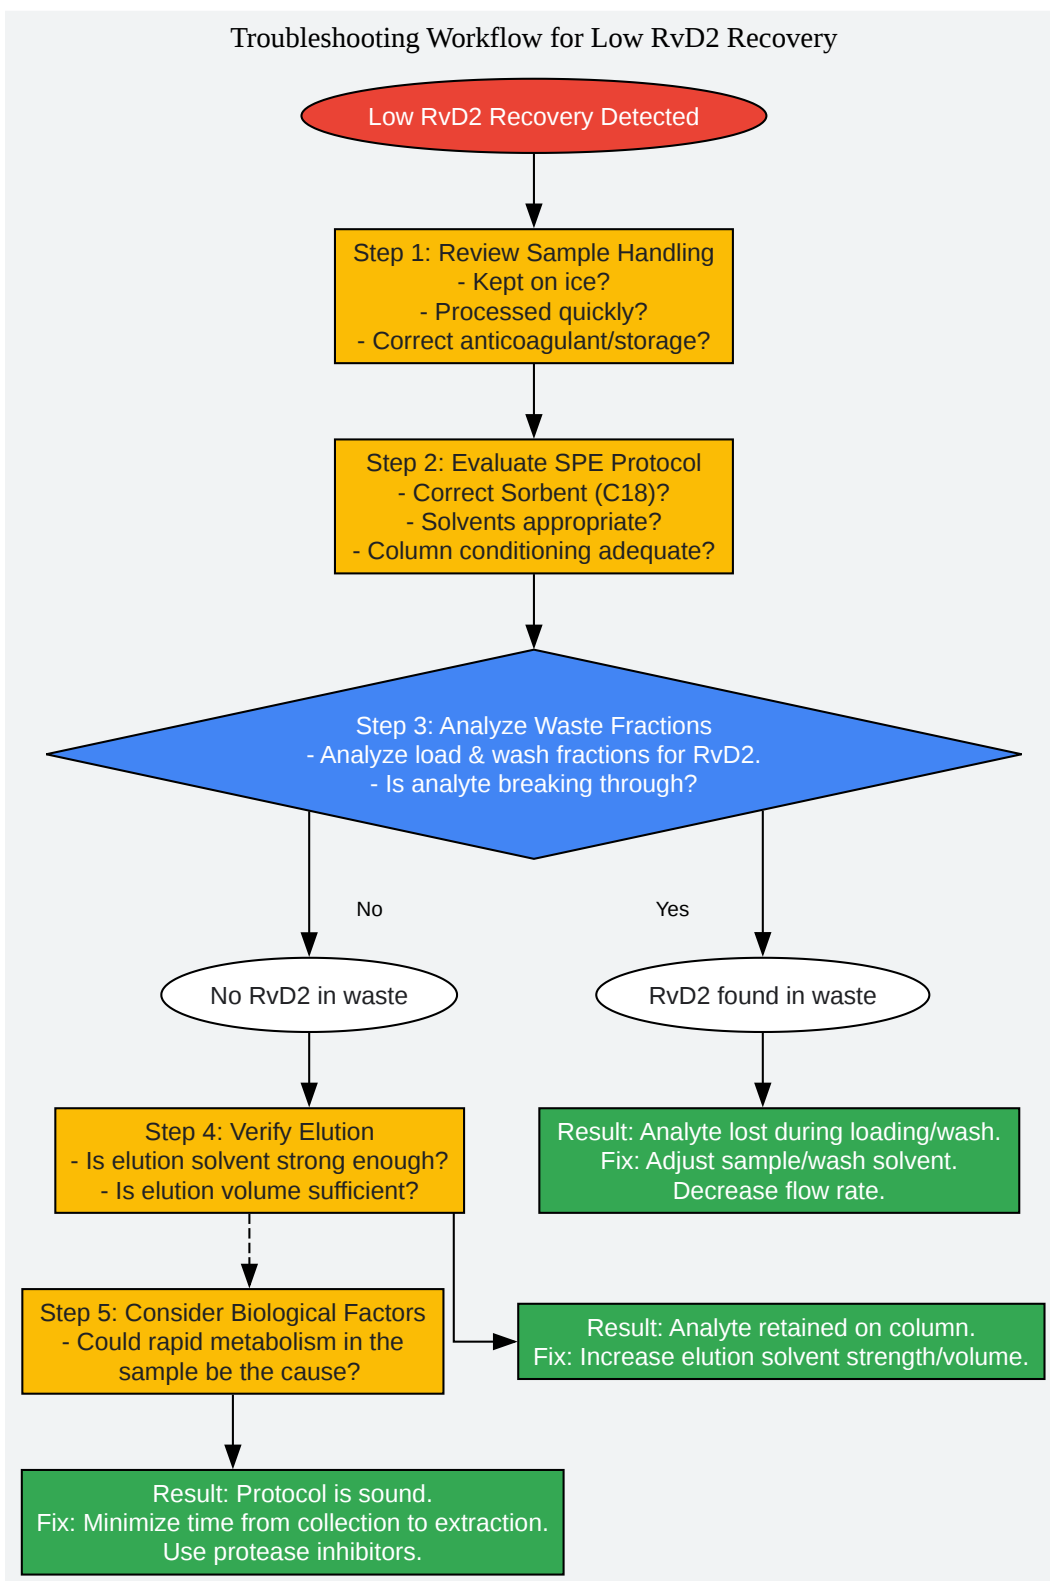 Troubleshooting Workflow for Low RvD2 Recovery
Low RvD2 Recovery Detected
Step 1: Review Sample Handling
- Kept on ice?
- Processed quickly?
- Correct anticoagulant/storage?
Step 2: Evaluate SPE Protocol
- Correct Sorbent (C18)?
- Solvents appropriate?
- Column conditioning adequate?
Step 3: Analyze Waste Fractions
- Analyze load & wash fractions for RvD2.
- Is analyte breaking through?
No
Yes
No RvD2 in waste
RvD2 found in waste
Step 4: Verify Elution
- Is elution solvent strong enough?
- Is elution volume sufficient?
Result: Analyte lost during loading/wash.
Fix: Adjust sample/wash solvent.
Decrease flow rate.
Step 5: Consider Biological Factors
- Could rapid metabolism in the
sample be the cause?
Result: Analyte retained on column.
Fix: Increase elution solvent strength/volume.
Result: Protocol is sound.
Fix: Minimize time from collection to extraction.
Use protease inhibitors.